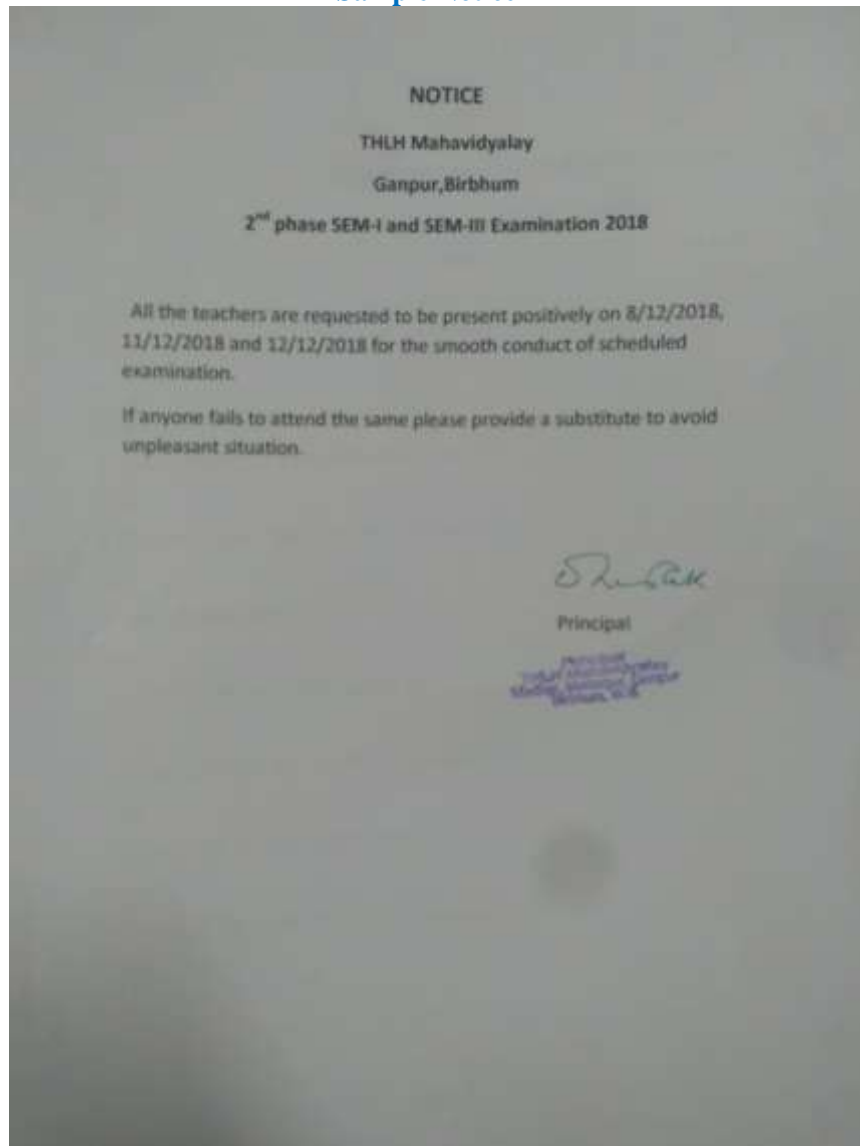 NOTICE
THLH Mahavidyalay
Ganpur,Birbhum
2nd phase SEM-I and SEM-III Examination 2018
All the teachers are requested to be present positively on 8/12/2018,
11/12/2018 and 12/12/2018 for the smooth conduct of scheduled
examination.
If anyone fails to attend the same please provide a substitute to avoid
unpleasant situation.
Principal